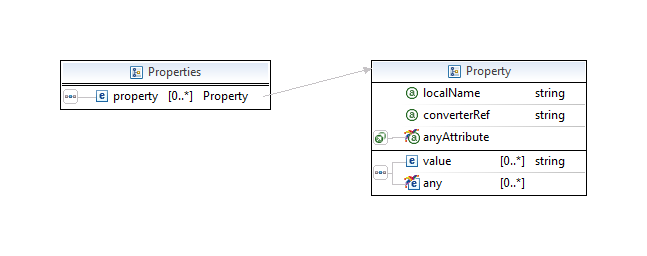 Properties
property [0..*] Property
Property
localName string
converterRef string
anyAttribute
value [0..*] string
any [0..*]